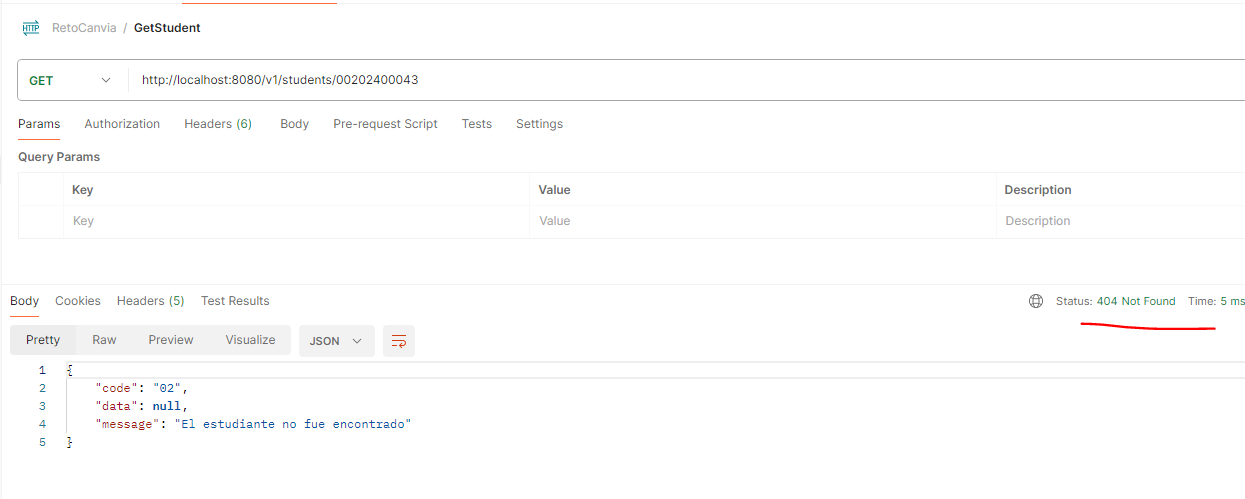 HTTP RetoCanvia / GetStudent
GET http://localhost:8080/v1/students/00202400043
Params Authorization Headers (6) Body Pre-request Script Tests Settings
Query Params
Key Value Description
Key Value Description
Body Cookies Headers (5) Test Results Status: 404 Not Found Time: 5 ms
Pretty Raw Preview Visualize JSON
1 {
2 "code": "02",
3 "data": null,
4 "message": "El estudiante no fue encontrado"
5 }